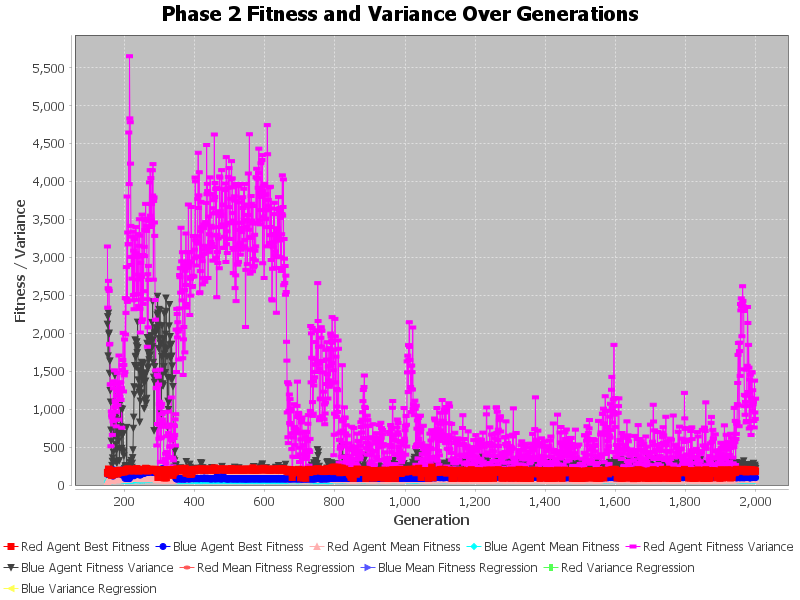 Phase 2 Fitness and Variance Over Generations
Fitness / Variance
5,500
5,000
4,500
4,000
3,500
3,000
2,500
2,000
1,500
1,000
500
0
200 400 600 800 1,000 1,200 1,400 1,600 1,800 2,000
Generation
Red Agent Best Fitness Blue Agent Best Fitness Red Agent Mean Fitness Blue Agent Mean Fitness Red Agent Fitness Variance
Blue Agent Fitness Variance Red Mean Fitness Regression Blue Mean Fitness Regression Red Variance Regression
Blue Variance Regression